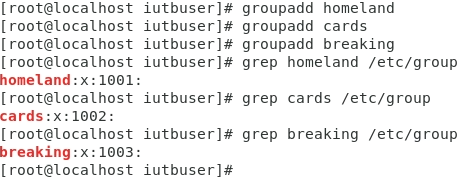 [root@localhost iutbuser]# groupadd homeland
[root@localhost iutbuser]# groupadd cards
[root@localhost iutbuser]# groupadd breaking
[root@localhost iutbuser]# grep homeland /etc/group
homeland:x:1001:
[root@localhost iutbuser]# grep cards /etc/group
cards:x:1002:
[root@localhost iutbuser]# grep breaking /etc/group
breaking:x:1003:
[root@localhost iutbuser]#